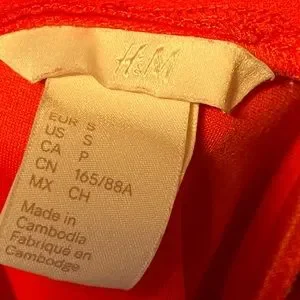 H&M
EUR S
US S
CA P
CN 165/88A
MX CH
Made in
Cambodia
Fabriqué en
Cambodge